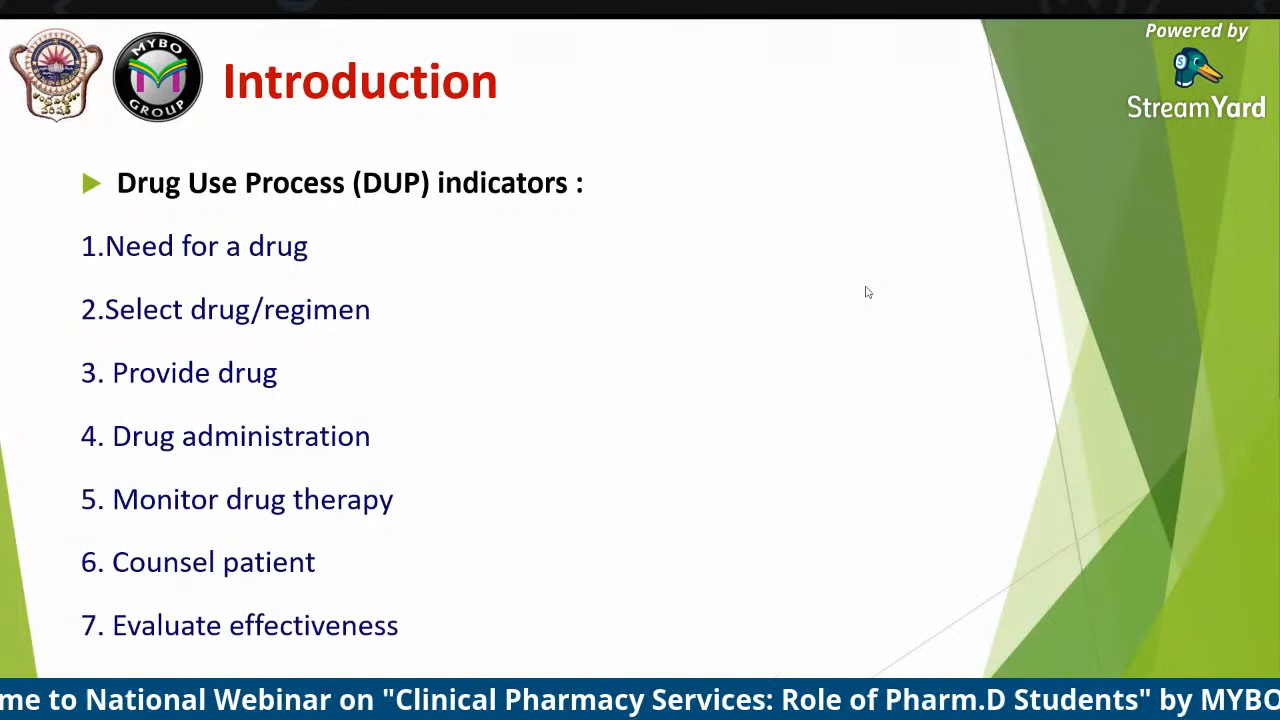 MYBO
GROUP
Introduction
Powered by
StreamYard
Drug Use Process (DUP) indicators :
1.Need for a drug
2.Select drug/regimen
3. Provide drug
4. Drug administration
5. Monitor drug therapy
6. Counsel patient
7. Evaluate effectiveness
me to National Webinar on "Clinical Pharmacy Services: Role of Pharm.D Students" by MYBO